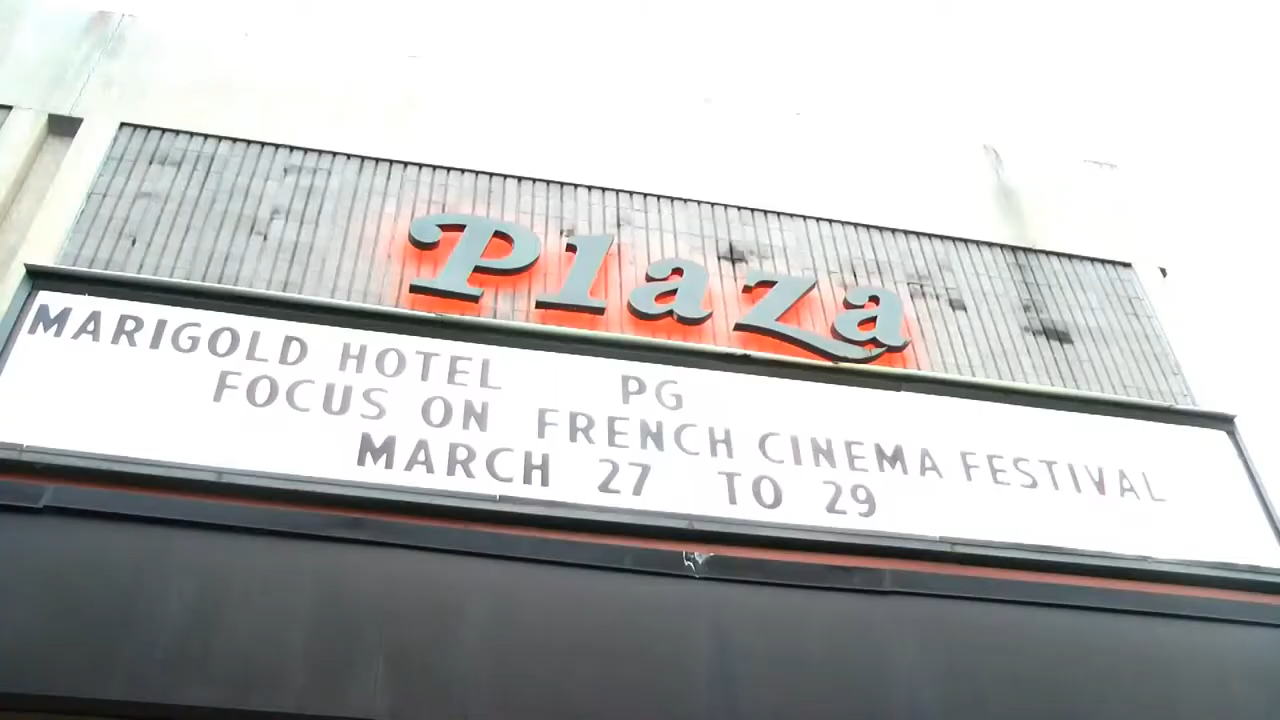 Plaza
MARIGOLD HOTEL PG
FOCUS ON FRENCH CINEMA FESTIVAL
MARCH 27 TO 29